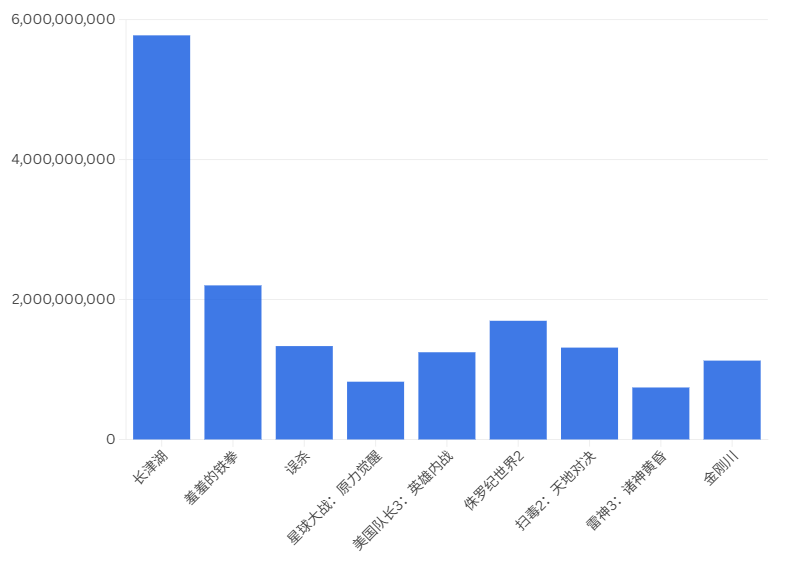 6,000,000,000
4,000,000,000
2,000,000,000
0
长津湖
羞羞的铁拳
误杀
星球大战：原力觉醒
美国队长3：英雄内战
侏罗纪世界2
扫毒2：天地对决
雷神3：诸神黄昏
金刚川